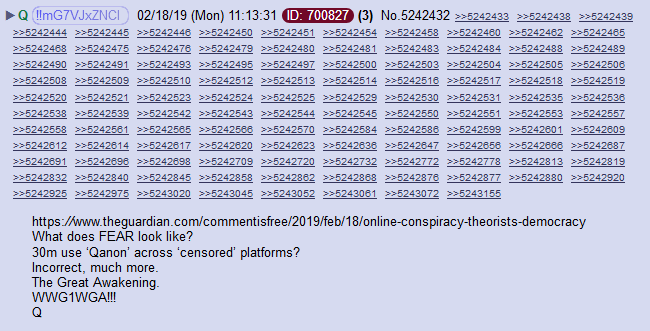 Q !!mG7VJxZNCI 02/18/19 (Mon) 11:13:31 ID: 700827 (3) No.5242432 >>5242433 >>5242438 >>5242439
>>5242444 >>5242445 >>5242446 >>5242450 >>5242451 >>5242454 >>5242458 >>5242460 >>5242462 >>5242465
>>5242468 >>5242475 >>5242476 >>5242477 >>5242480 >>5242481 >>5242483 >>5242484 >>5242488 >>5242489
>>5242490 >>5242491 >>5242493 >>5242495 >>5242497 >>5242500 >>5242503 >>5242504 >>5242505 >>5242506
>>5242508 >>5242509 >>5242510 >>5242512 >>5242513 >>5242514 >>5242516 >>5242517 >>5242518 >>5242519
>>5242520 >>5242521 >>5242523 >>5242524 >>5242525 >>5242529 >>5242530 >>5242531 >>5242535 >>5242536
>>5242538 >>5242539 >>5242542 >>5242543 >>5242544 >>5242545 >>5242550 >>5242551 >>5242553 >>5242557
>>5242558 >>5242561 >>5242565 >>5242566 >>5242570 >>5242584 >>5242586 >>5242599 >>5242601 >>5242609
>>5242612 >>5242614 >>5242617 >>5242620 >>5242623 >>5242636 >>5242647 >>5242656 >>5242666 >>5242687
>>5242691 >>5242696 >>5242698 >>5242709 >>5242720 >>5242732 >>5242772 >>5242778 >>5242813 >>5242819
>>5242832 >>5242840 >>5242850 >>5242858 >>5242862 >>5242868 >>5242876 >>5242877 >>5242880 >>5242920
>>5242925 >>5242975 >>5243020 >>5243045 >>5243052 >>5243061 >>5243072 >>5243155
https://www.theguardian.com/commentisfree/2019/feb/18/online-conspiracy-theorists-democracy
What does FEAR look like?
30m use ‘Qanon’ across ‘censored’ platforms?
Incorrect, much more.
The Great Awakening.
WWG1WGA!!!
Q